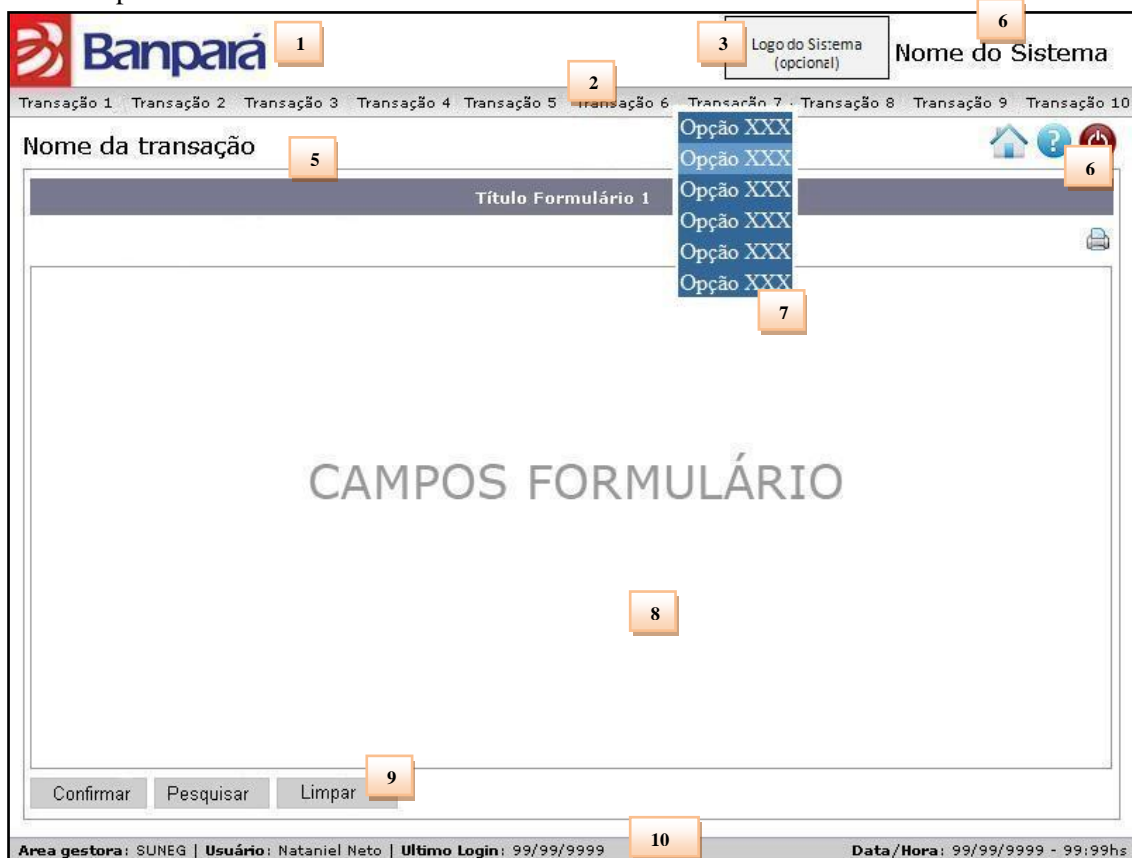 6
Banpará
1
3
Logo do Sistema
(opcional)
Nome do Sistema
2
Transação 1 Transação 2 Transação 3 Transação 4 Transação 5 Transação 6 Transação 7 Transação 8 Transação 9 Transação 10
Nome da transação
5
6
Opção XXX
Opção XXX
Opção XXX
Opção XXX
Opção XXX
Opção XXX
7
Título Formulário 1
CAMPOS FORMULÁRIO
8
9
Confirmar Pesquisar Limpar
10
Area gestora: SUNEG | Usuário: Nataniel Neto | Ultimo Login: 99/99/9999 Data/Hora: 99/99/9999 - 99:99hs